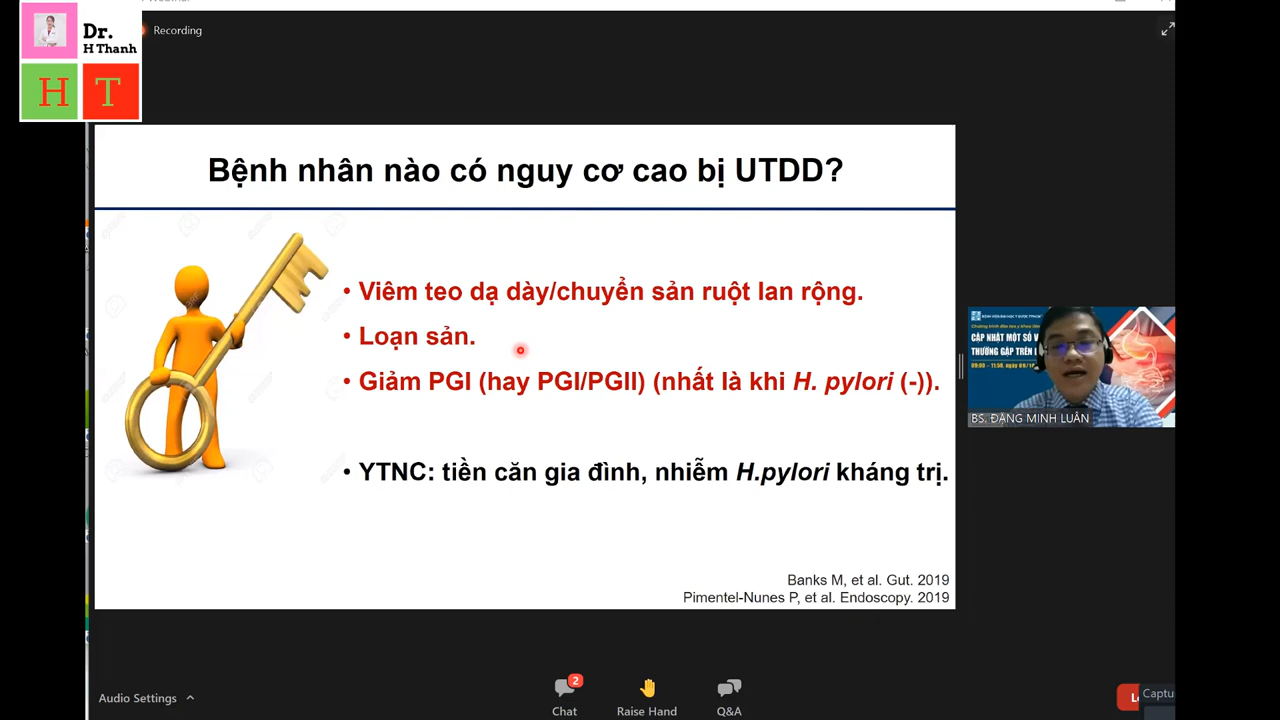 Dr.
H Thanh
H T
Recording
Bệnh nhân nào có nguy cơ cao bị UTDD?
• Viêm teo dạ dày/chuyển sản ruột lan rộng.
• Loạn sản.
• Giảm PGI (hay PGI/PGII) (nhất là khi H. pylori (-)).
• YTNC: tiền căn gia đình, nhiễm H.pylori kháng trị.
Banks M, et al. Gut. 2019
Pimentel-Nunes P, et al. Endoscopy. 2019
CẬP NHẬT MỘT SỐ
THƯỜNG GẶP TRÊN
BS. ĐẶNG MINH LUÂN
Audio Settings
2
Chat
Raise Hand
Q&A
Captu